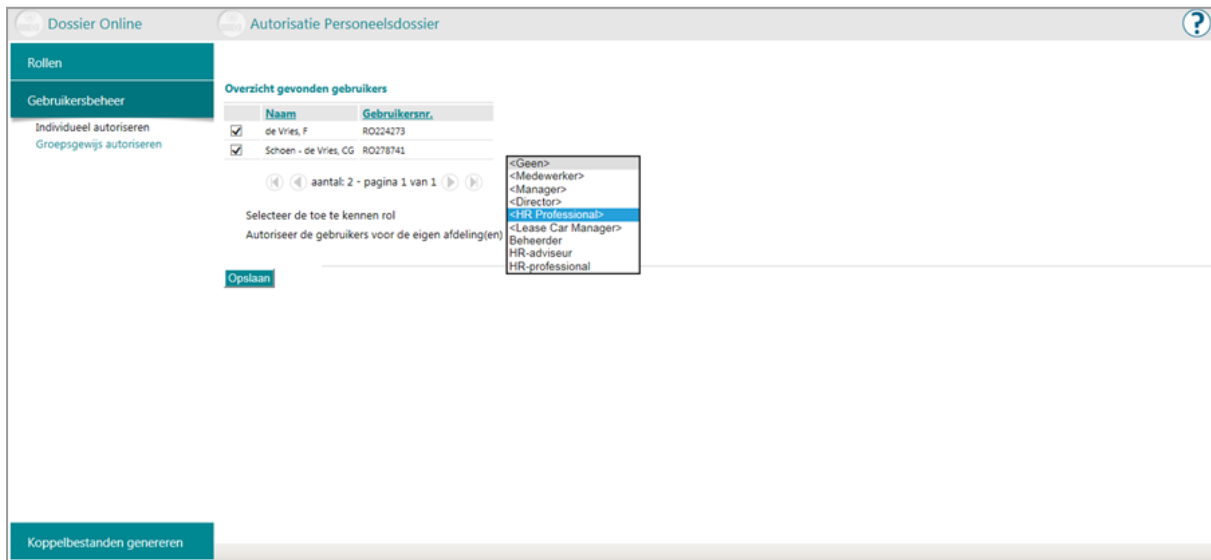 Dossier Online
Autorisatie Personeelsdossier
?
Rollen
Gebruikersbeheer
Individueel autoriseren
Groepsgewijs autoriseren
Overzicht gevonden gebruikers
Naam Gebruikersnr.
de Vries, F RO224273
Schoen - de Vries, CG RO278741
aantal: 2 - pagina 1 van 1
Selecteer de toe te kennen rol
Autoriseer de gebruikers voor de eigen afdeling(en)
<Geen>
<Medewerker>
<Manager>
<Director>
<HR Professional>
<Lease Car Manager>
Beheerder
HR-adviseur
HR-professional
Opslaan
Koppelbestanden genereren